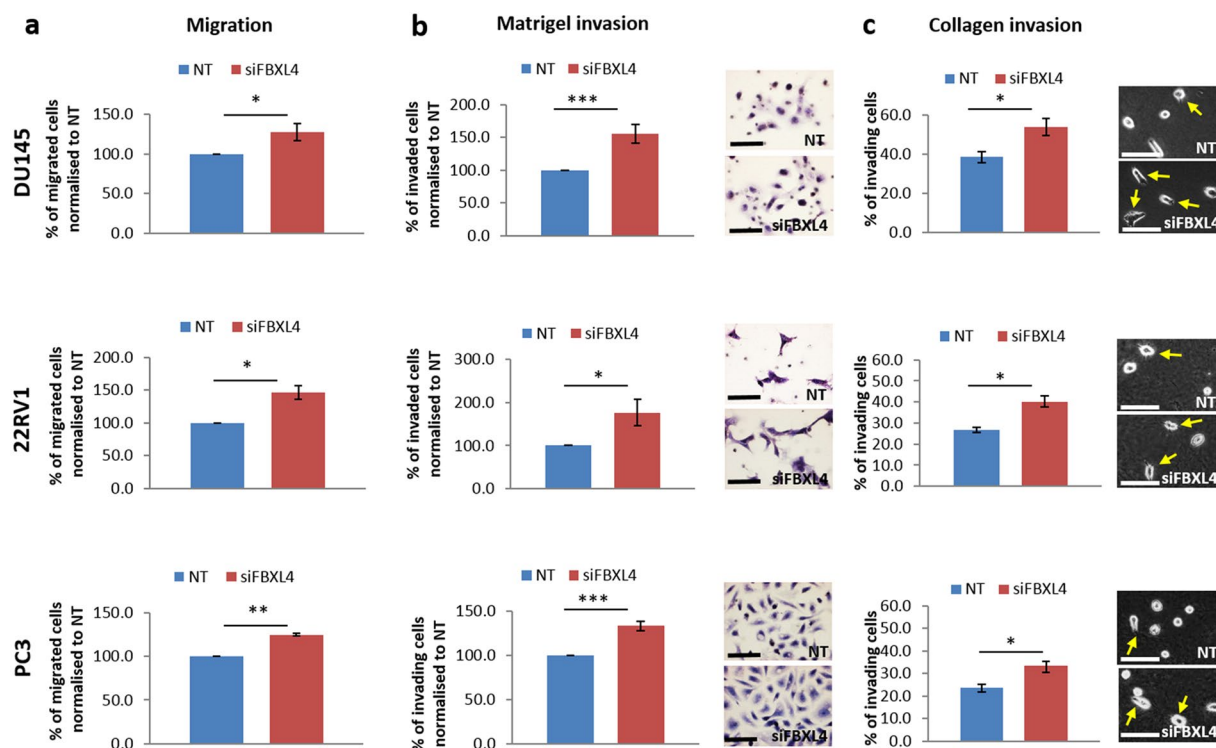 a Migration
b Matrigel invasion
c Collagen invasion
DU145
NT siFBXL4
% of migrated cells
normalised to NT
150.0
100.0
50.0
0.0
*
NT siFBXL4
% of invaded cells
normalised to NT
200.0
150.0
100.0
50.0
0.0
***
NT
siFBXL4
NT siFBXL4
% of invading cells
60.0
40.0
20.0
0.0
*
NT
siFBXL4
22RV1
NT siFBXL4
% of migrated cells
normalised to NT
200.0
150.0
100.0
50.0
0.0
*
NT siFBXL4
% of invaded cells
normalised to NT
300.0
200.0
100.0
0.0
*
NT
siFBXL4
NT siFBXL4
% of invading cells
60.0
50.0
40.0
30.0
20.0
10.0
0.0
*
NT
siFBXL4
PC3
NT siFBXL4
% of migrated cells
normalised to NT
150.0
100.0
50.0
0.0
**
NT siFBXL4
% of invading cells
normalised to NT
150.0
100.0
50.0
0.0
***
NT
siFBXL4
NT siFBXL4
% of invading cells
60.0
50.0
40.0
30.0
20.0
10.0
0.0
*
NT
siFBXL4